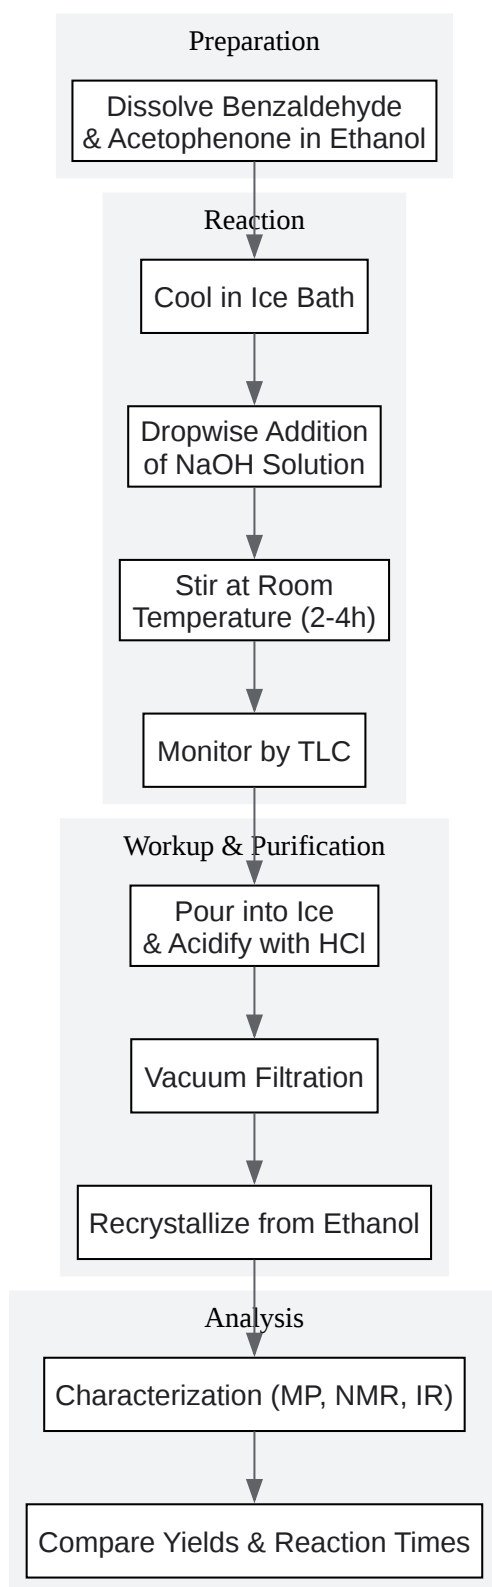 Preparation
Dissolve Benzaldehyde
& Acetophenone in Ethanol
Reaction
Cool in Ice Bath
Dropwise Addition
of NaOH Solution
Stir at Room
Temperature (2-4h)
Monitor by TLC
Workup & Purification
Pour into Ice
& Acidify with HCl
Vacuum Filtration
Recrystallize from Ethanol
Analysis
Characterization (MP, NMR, IR)
Compare Yields & Reaction Times